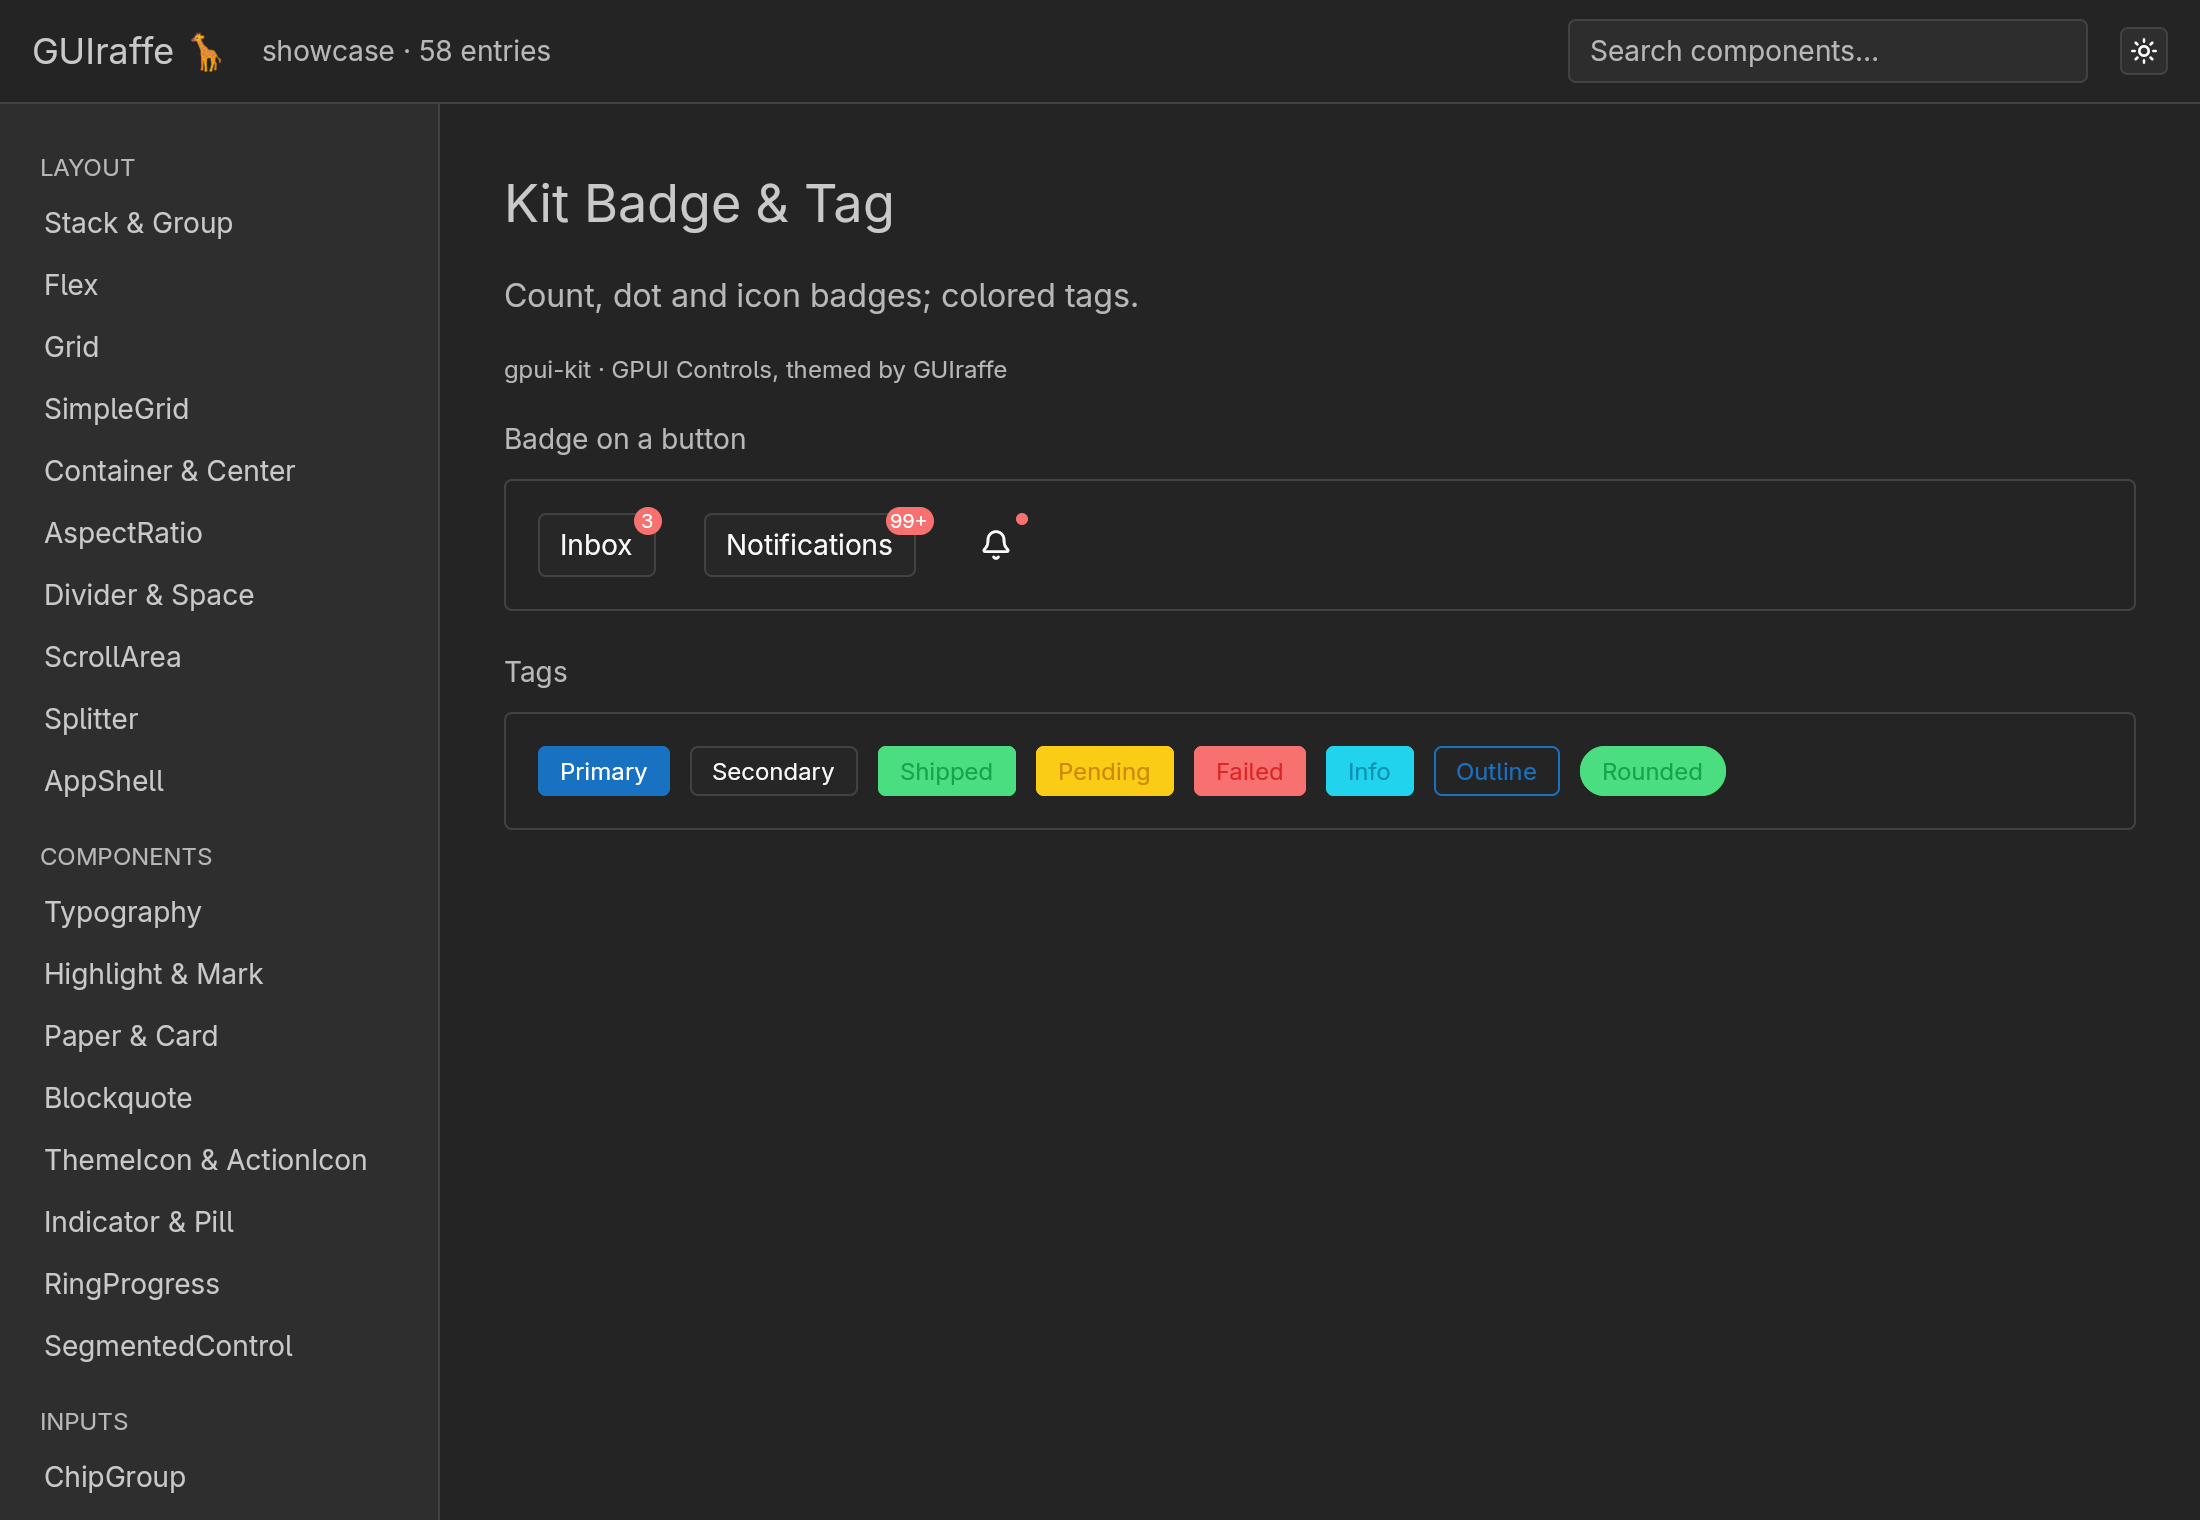 GUIraffe 🦒 showcase · 58 entries
Search components...
LAYOUT
Stack & Group
Flex
Grid
SimpleGrid
Container & Center
AspectRatio
Divider & Space
ScrollArea
Splitter
AppShell
COMPONENTS
Typography
Highlight & Mark
Paper & Card
Blockquote
ThemeIcon & ActionIcon
Indicator & Pill
RingProgress
SegmentedControl
INPUTS
ChipGroup
Kit Badge & Tag
Count, dot and icon badges; colored tags.
gpui-kit · GPUI Controls, themed by GUIraffe
Badge on a button
Inbox 3 Notifications 99+
Tags
Primary Secondary Shipped Pending Failed Info Outline Rounded